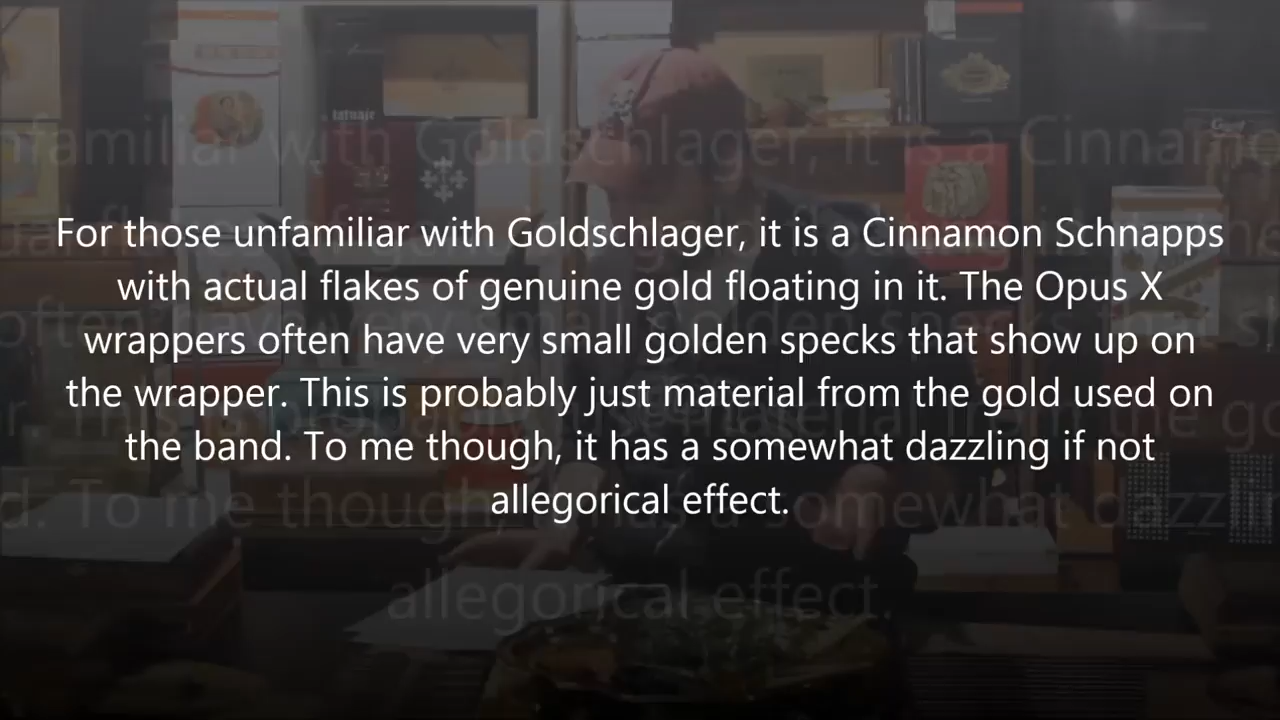 For those unfamiliar with Goldschlager, it is a Cinnamon Schnapps
with actual flakes of genuine gold floating in it. The Opus X
wrappers often have very small golden specks that show up on
the wrapper. This is probably just material from the gold used on
the band. To me though, it has a somewhat dazzling if not
allegorical effect.
tatuaje